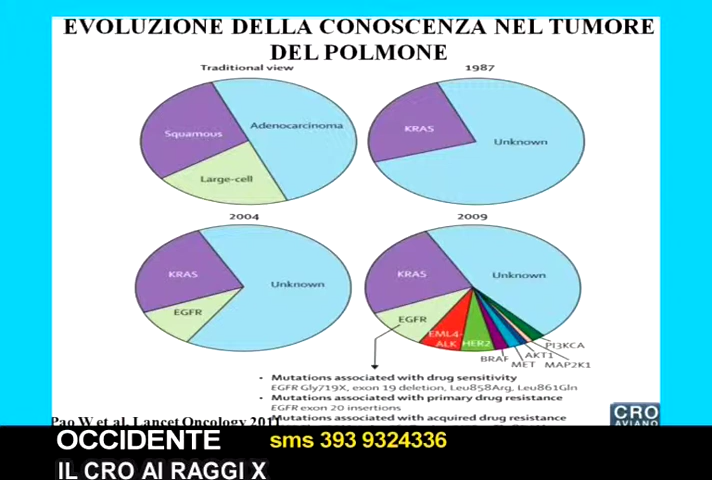 EVOLUZIONE DELLA CONOSCENZA NEL TUMORE
DEL POLMONE
Traditional view
1987
Squamous
Adenocarcinoma
Large-cell
KRAS
Unknown
2004
2009
KRAS
Unknown
EGFR
KRAS
Unknown
EGFR
EML4-
ALK
HER2
BRAF
MET
AKT1
MAP2K1
PI3KCA
• Mutations associated with drug sensitivity
EGFR Gly719X, exon 19 deletion, Leu858Arg, Leu861Gln
• Mutations associated with primary drug resistance
EGFR exon 20 insertions
• Mutations associated with acquired drug resistance
Pao W et al. Lancet Oncology 2011
CRO
AVIANO
OCCIDENTE
sms 393 9324336
IL CRO AI RAGGI X